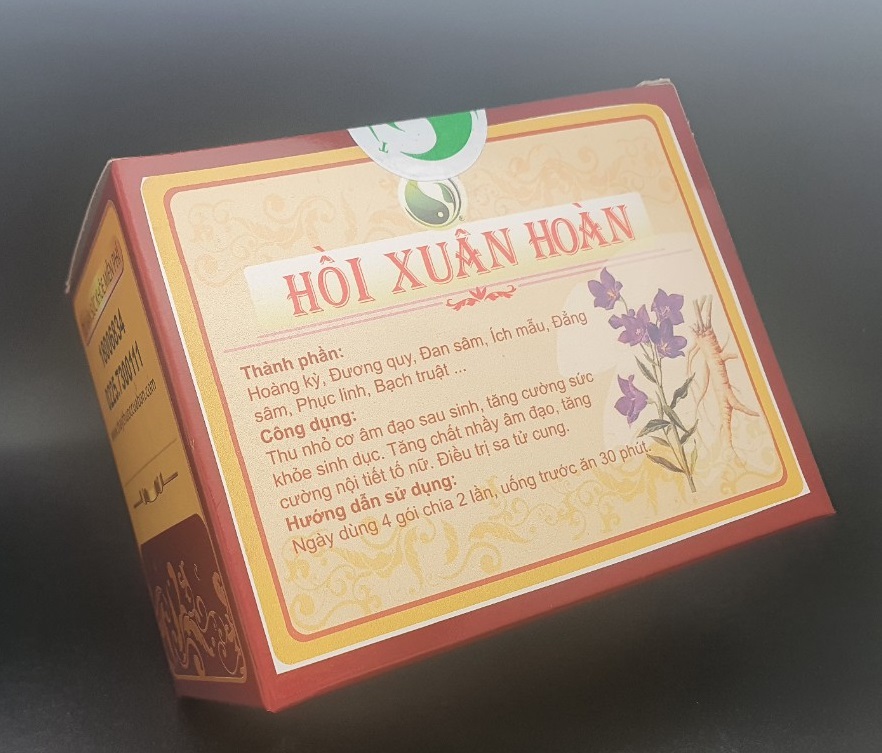 HỒI XUÂN HOÀN
Thành phần:
Hoàng kỳ, Đương quy, Đan sâm, Ích mẫu, Đẳng
sâm, Phục linh, Bạch truật ...
Công dụng:
Thu nhỏ cơ âm đạo sau sinh, tăng cường sức
khỏe sinh dục. Tăng chất nhầy âm đạo, tăng
cường nội tiết tố nữ. Điều trị sa tử cung.
Hướng dẫn sử dụng:
Ngày dùng 4 gói chia 2 lần, uống trước ăn 30 phút.
18006834
02257300111